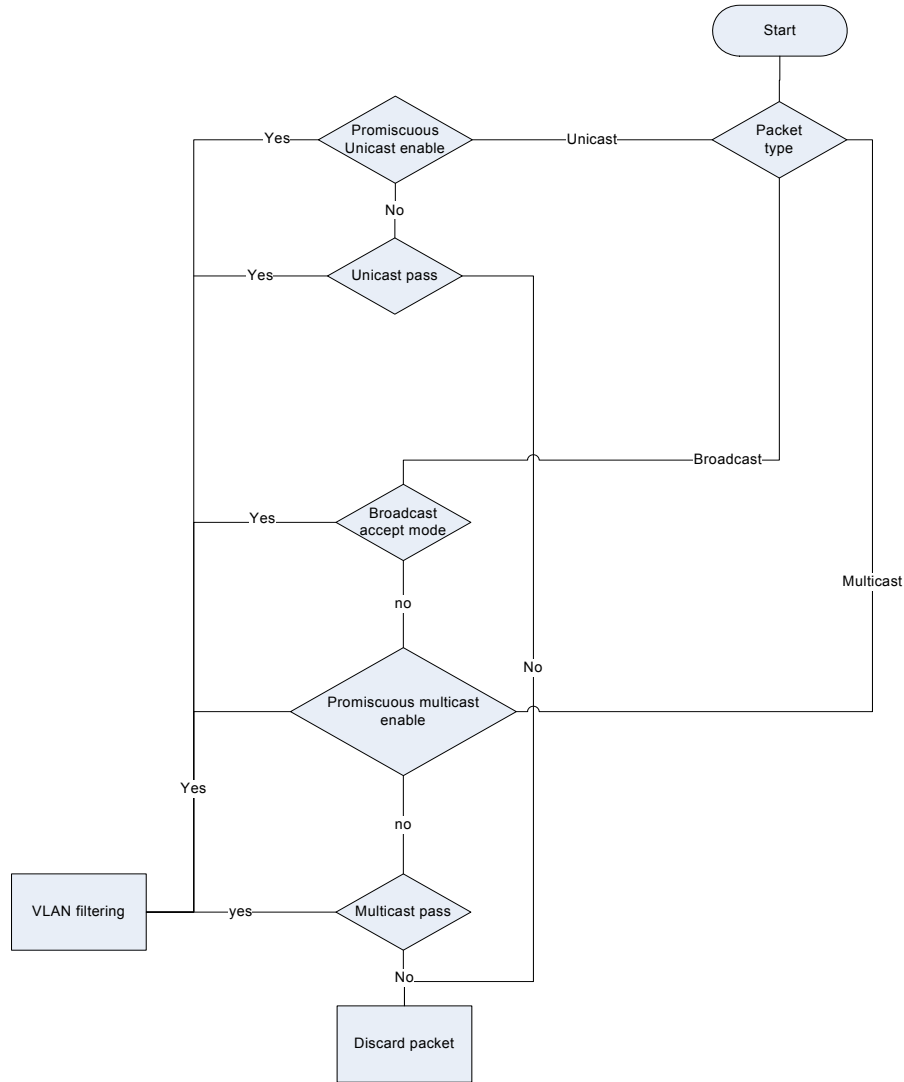 Start
Promiscuous
Unicast enable
Yes
Unicast
Packet
type
No
Unicast pass
Yes
Broadcast
Broadcast
accept mode
Yes
Multicast
no
No
Promiscuous multicast
enable
Yes
no
VLAN filtering
yes
Multicast pass
No
Discard packet